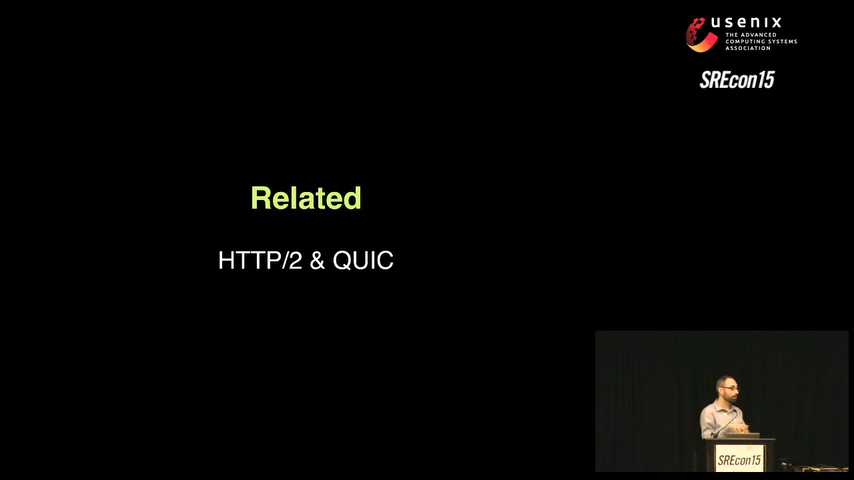 usenix
THE ADVANCED
COMPUTING SYSTEMS
ASSOCIATION
SREcon15
Related
HTTP/2 & QUIC
SREcon15